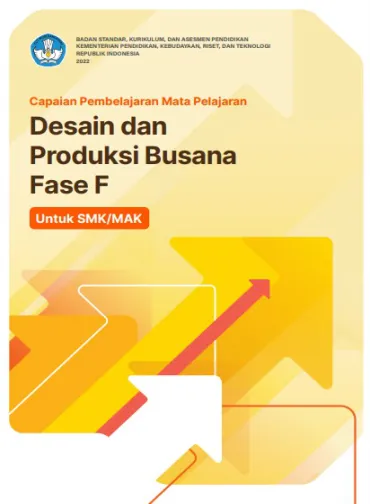 BADAN STANDAR, KURIKULUM, DAN ASESMEN PENDIDIKAN
KEMENTERIAN PENDIDIKAN, KEBUDAYAAN, RISET, DAN TEKNOLOGI
REPUBLIK INDONESIA
2022
Capaian Pembelajaran Mata Pelajaran
Desain dan
Produksi Busana
Fase F
Untuk SMK/MAK